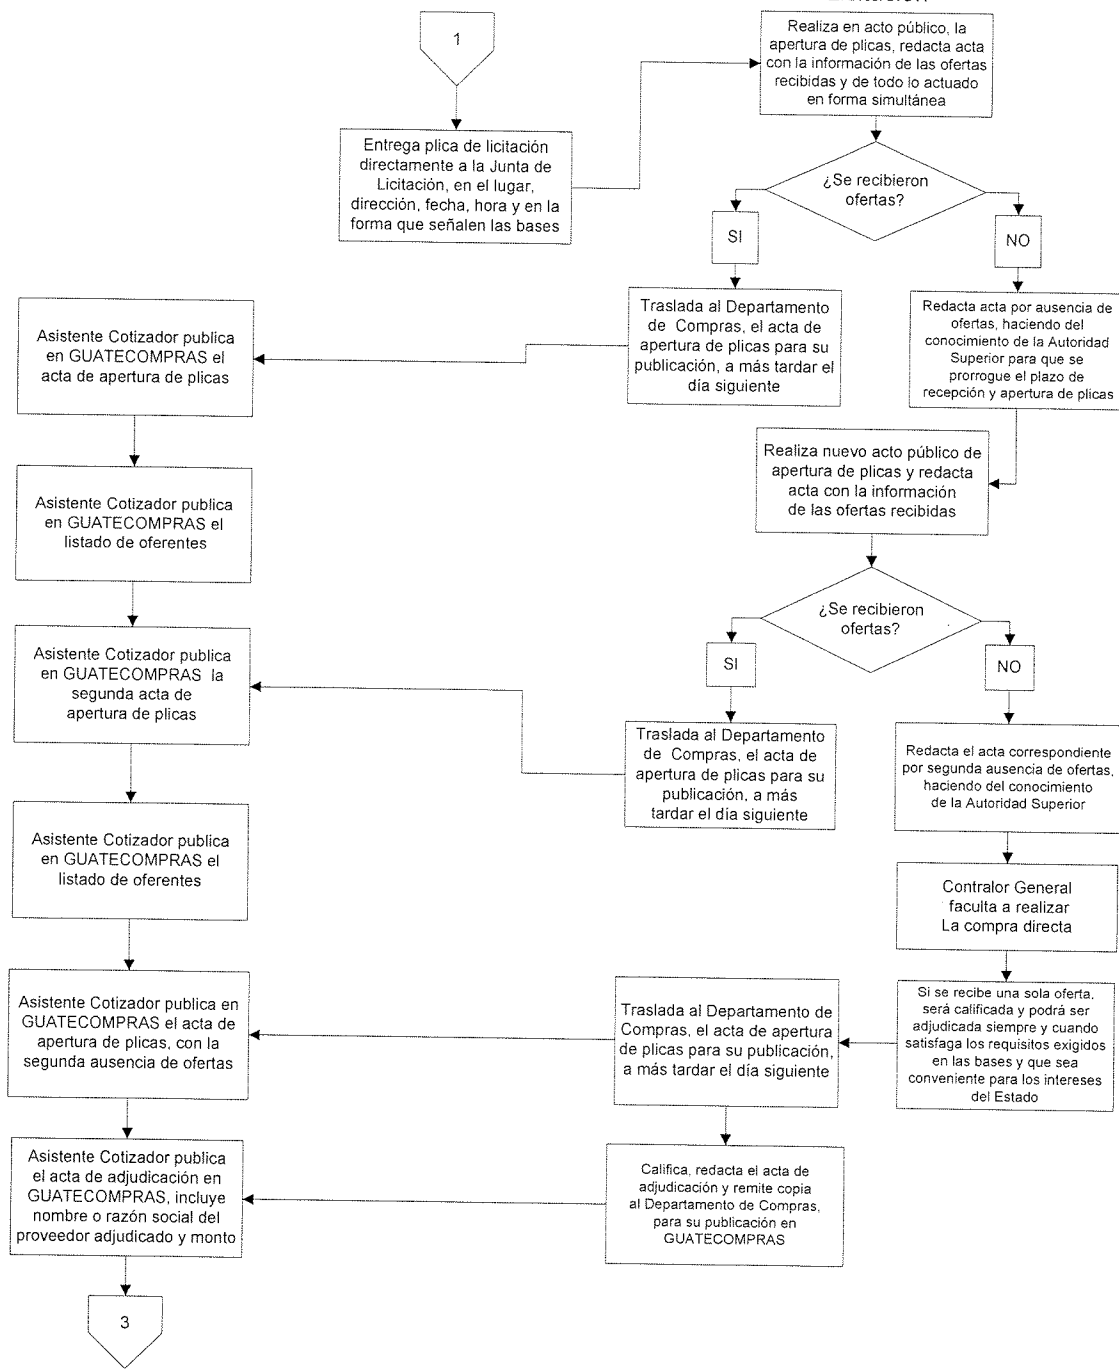 1
Entrega plica de licitación
directamente a la Junta de
Licitación, en el lugar,
dirección, fecha, hora y en la
forma que señalen las bases
Realiza en acto público, la
apertura de plicas, redacta acta
con la información de las ofertas
recibidas y de todo lo actuado
en forma simultánea
¿Se recibieron
ofertas?
SI
NO
Traslada al Departamento
de Compras, el acta de
apertura de plicas para su
publicación, a más tardar el
día siguiente
Redacta acta por ausencia de
ofertas, haciendo del
conocimiento de la Autoridad
Superior para que se
prorrogue el plazo de
recepción y apertura de plicas
Asistente Cotizador publica
en GUATECOMPRAS el
acta de apertura de plicas
Realiza nuevo acto público de
apertura de plicas y redacta
acta con la información
de las ofertas recibidas
Asistente Cotizador publica
en GUATECOMPRAS el
listado de oferentes
¿Se recibieron
ofertas?
SI
NO
Asistente Cotizador publica
en GUATECOMPRAS la
segunda acta de
apertura de plicas
Traslada al Departamento
de Compras, el acta de
apertura de plicas para su
publicación, a más
tardar el día siguiente
Redacta el acta correspondiente
por segunda ausencia de ofertas,
haciendo del conocimiento
de la Autoridad Superior
Asistente Cotizador publica
en GUATECOMPRAS el
listado de oferentes
Contralor General
faculta a realizar
La compra directa
Asistente Cotizador publica en
GUATECOMPRAS el acta de
apertura de plicas, con la
segunda ausencia de ofertas
Traslada al Departamento de
Compras, el acta de apertura
de plicas para su publicación,
a más tardar el día siguiente
Si se recibe una sola oferta,
será calificada y podrá ser
adjudicada siempre y cuando
satisfaga los requisitos exigidos
en las bases y que sea
conveniente para los intereses
del Estado
Asistente Cotizador publica
el acta de adjudicación en
GUATECOMPRAS, incluye
nombre o razón social del
proveedor adjudicado y monto
Califica, redacta el acta de
adjudicación y remite copia
al Departamento de Compras,
para su publicación en
GUATECOMPRAS
3